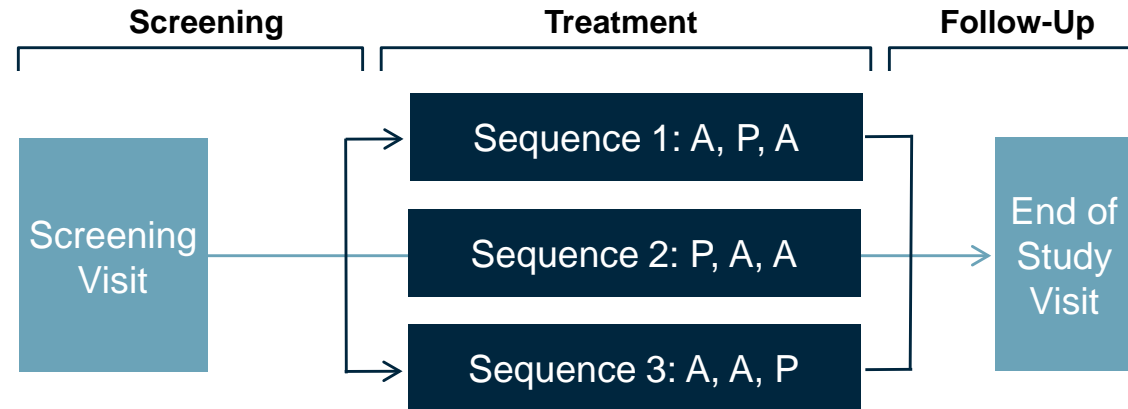 Screening
Treatment
Follow-Up
Screening
Visit
Sequence 1: A, P, A
Sequence 2: P, A, A
Sequence 3: A, A, P
End of
Study
Visit